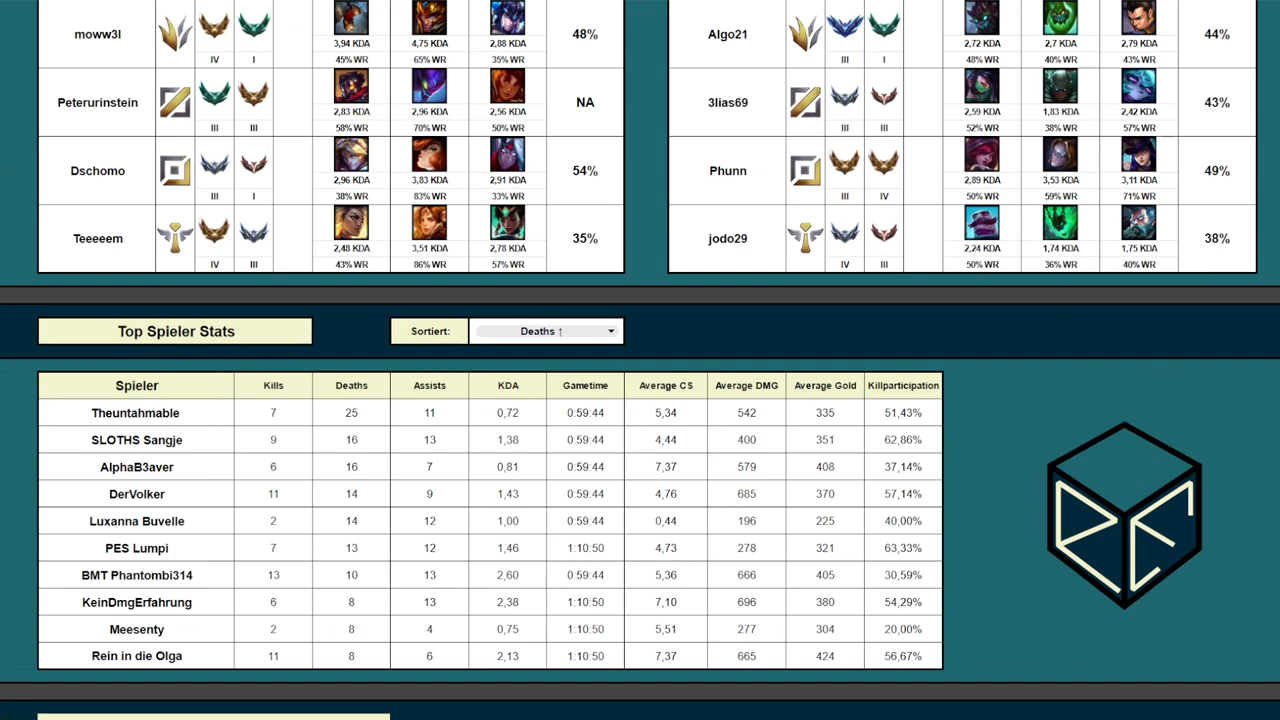 moww3l 3,94 KDA 4,75 KDA 2,88 KDA 48%
IV I 45% WR 65% WR 35% WR
Algo21 2,72 KDA 2,7 KDA 2,79 KDA 44%
III I 48% WR 40% WR 43% WR
Peterurinstein 2,83 KDA 2,96 KDA 2,56 KDA NA
III III 58% WR 70% WR 50% WR
3lias69 2,59 KDA 1,83 KDA 2,42 KDA 43%
III III 52% WR 38% WR 57% WR
Dschomo 2,96 KDA 3,83 KDA 2,91 KDA 54%
III I 38% WR 83% WR 33% WR
Phunn 2,89 KDA 3,53 KDA 3,11 KDA 49%
III IV 50% WR 59% WR 71% WR
Teeeeem 2,48 KDA 3,51 KDA 2,78 KDA 35%
IV III 43% WR 86% WR 57% WR
jodo29 2,24 KDA 1,74 KDA 1,75 KDA 38%
IV III 50% WR 36% WR 40% WR
Top Spieler Stats
Sortiert: Deaths ↑
Spieler Kills Deaths Assists KDA Gametime Average CS Average DMG Average Gold Killparticipation
Theuntahmable 7 25 11 0,72 0:59:44 5,34 542 335 51,43%
SLOTHS Sangje 9 16 13 1,38 0:59:44 4,44 400 351 62,86%
AlphaB3aver 6 16 7 0,81 0:59:44 7,37 579 408 37,14%
DerVolker 11 14 9 1,43 0:59:44 4,76 685 370 57,14%
Luxanna Buvelle 2 14 12 1,00 0:59:44 0,44 196 225 40,00%
PES Lumpi 7 13 12 1,46 1:10:50 4,73 278 321 63,33%
BMT Phantombi314 13 10 13 2,60 0:59:44 5,36 666 405 30,59%
KeinDmgErfahrung 6 8 13 2,38 1:10:50 7,10 696 380 54,29%
Meesenty 2 8 4 0,75 1:10:50 5,51 277 304 20,00%
Rein in die Olga 11 8 6 2,13 1:10:50 7,37 665 424 56,67%